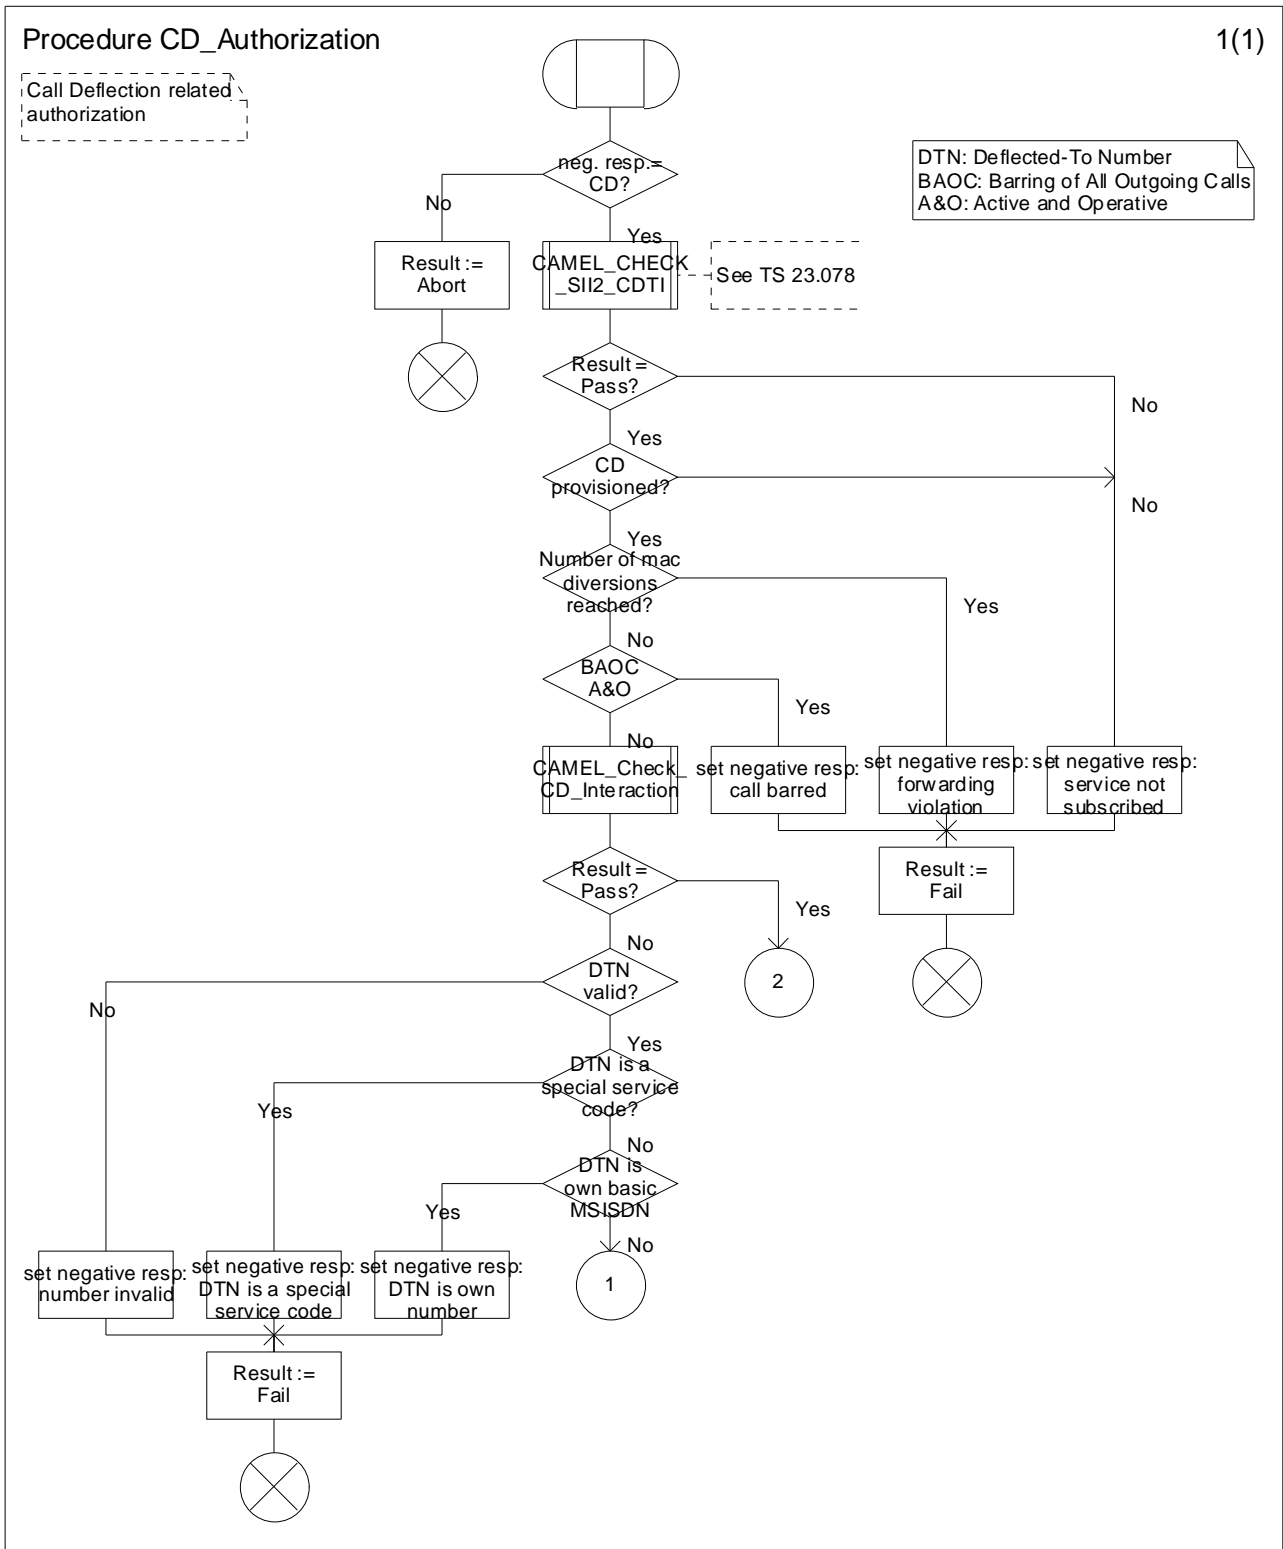 Procedure CD_Authorization
1(1)
Call Deflection related
authorization
DTN: Deflected-To Number
BAOC: Barring of All Outgoing Calls
A&O: Active and Operative
neg. resp.=
CD?
No
Yes
Result :=
Abort
CAMEL_CHECK
_SII2_CDTI
See TS 23.078
Result =
Pass?
No
Yes
CD
provisioned?
No
Yes
Number of mac
diversions
reached?
Yes
No
BAOC
A&O
Yes
No
CAMEL_Check_
CD_Interaction
set negative resp:
call barred
set negative resp:
forwarding
violation
set negative resp:
service not
subscribed
Result =
Pass?
Yes
Result :=
Fail
No
DTN
valid?
2
No
Yes
DTN is a
special service
code?
Yes
No
DTN is
own basic
MSISDN
Yes
No
set negative resp:
number invalid
set negative resp:
DTN is a special
service code
set negative resp:
DTN is own
number
1
Result :=
Fail